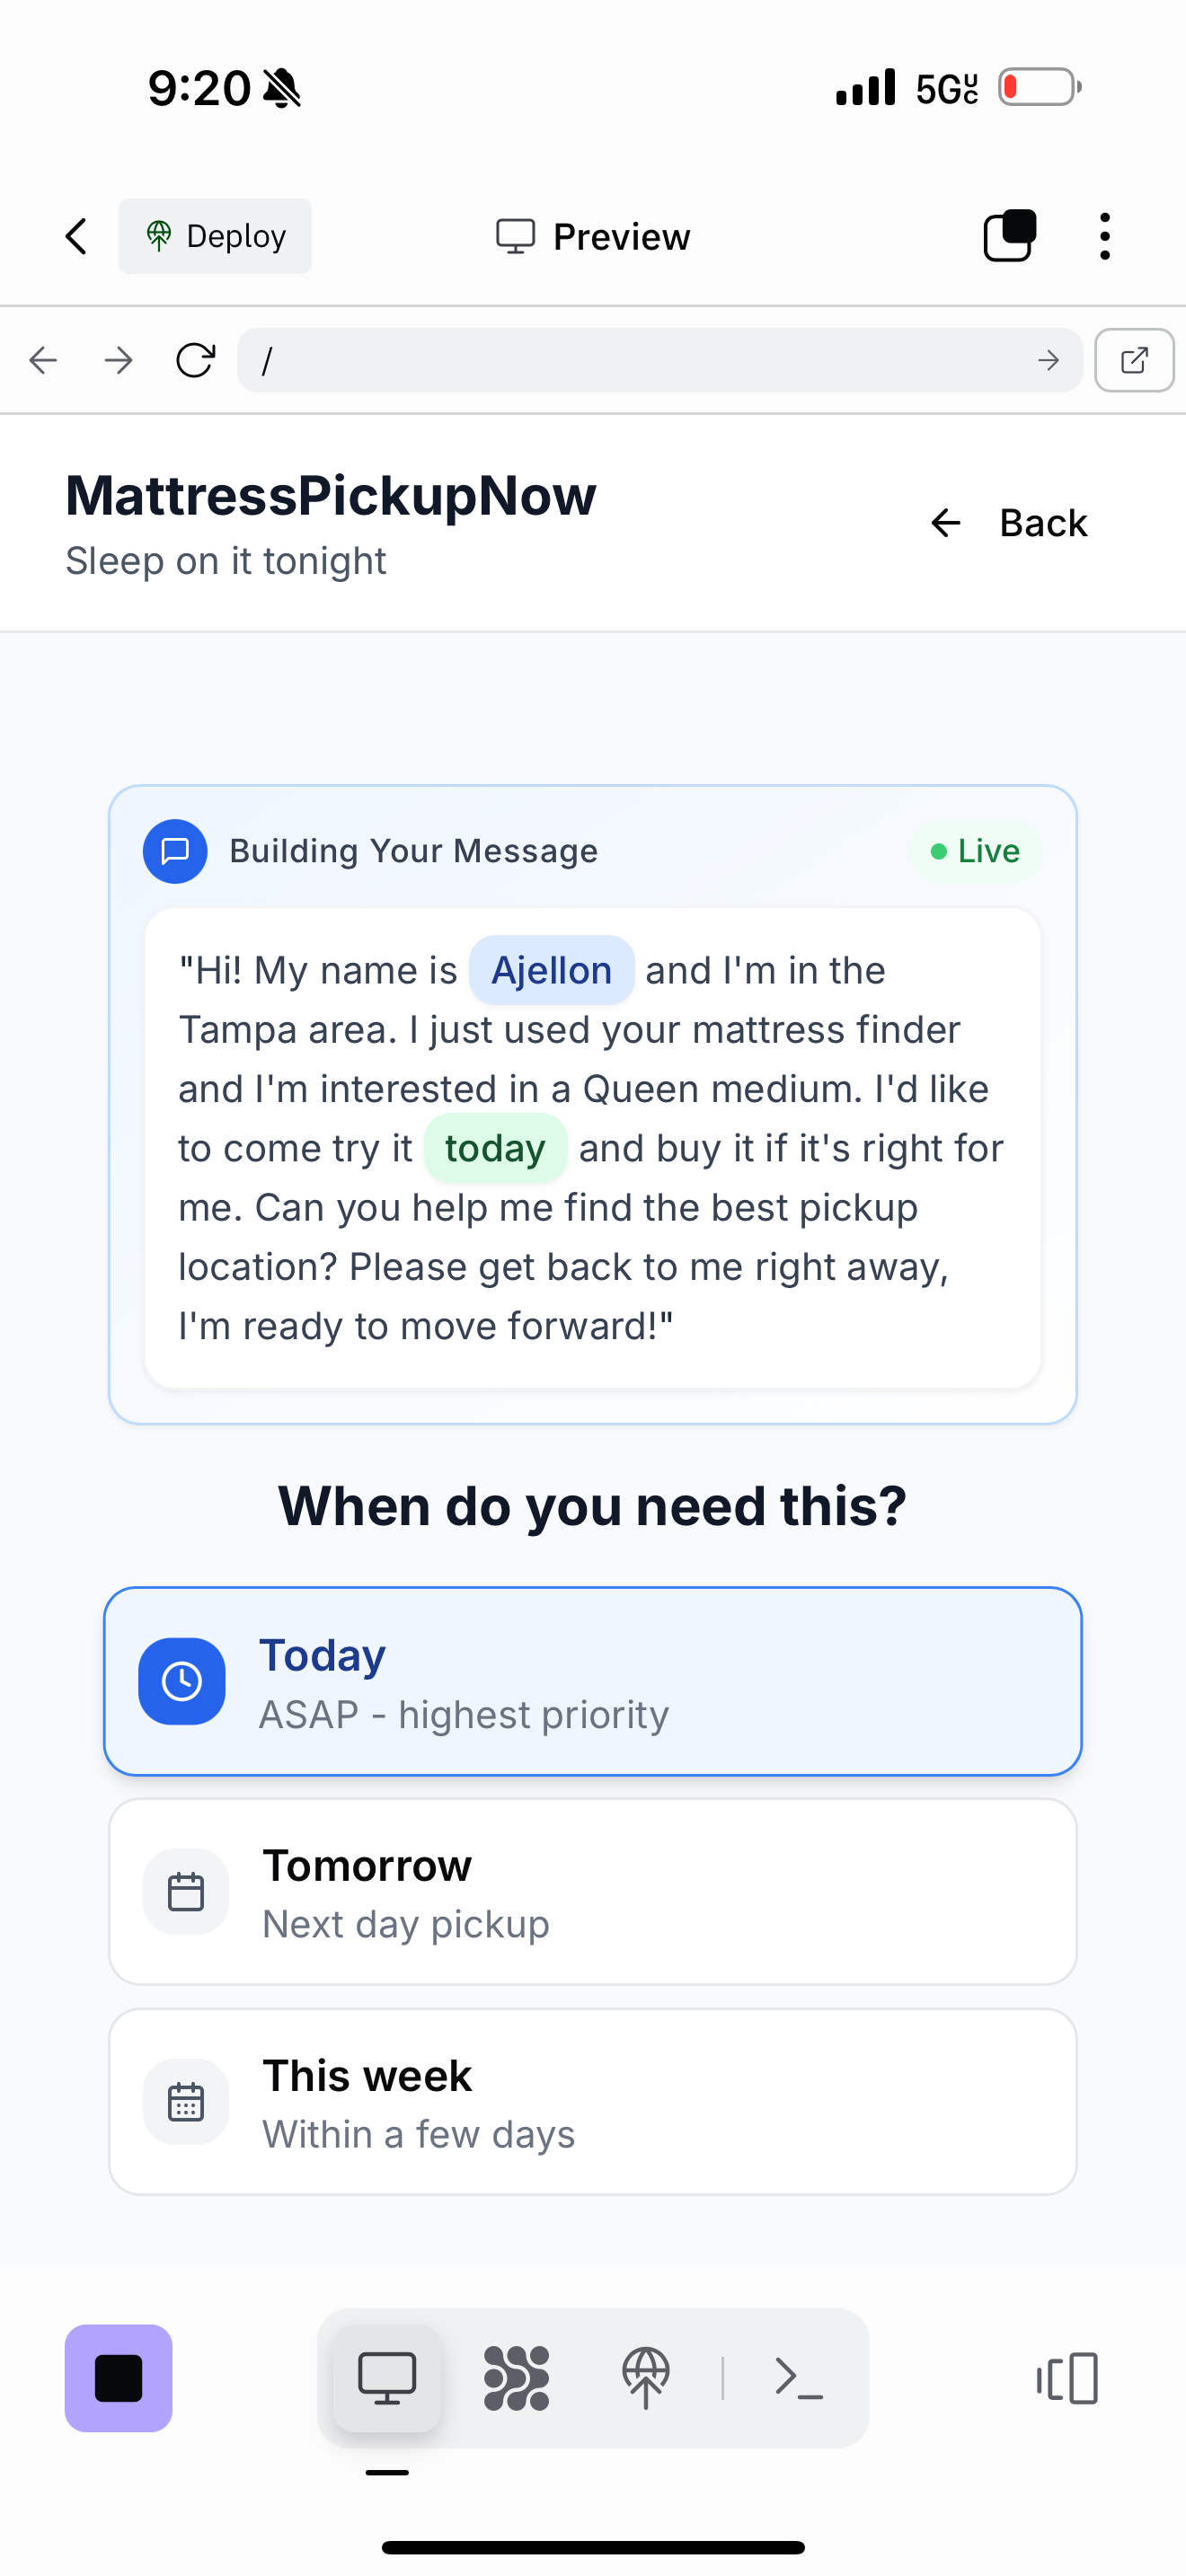 9:20
5G UC
Deploy
Preview
/
MattressPickupNow
Sleep on it tonight
Back
Building Your Message
Live
"Hi! My name is Ajellon and I'm in the
Tampa area. I just used your mattress finder
and I'm interested in a Queen medium. I'd like
to come try it today and buy it if it's right for
me. Can you help me find the best pickup
location? Please get back to me right away,
I'm ready to move forward!"
When do you need this?
Today
ASAP - highest priority
Tomorrow
Next day pickup
This week
Within a few days